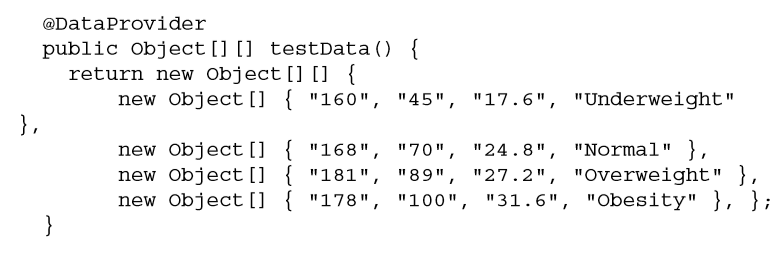 @DataProvider
public Object[][] testData() {
return new Object[][] {
new Object[] { "160", "45", "17.6", "Underweight"
},
new Object[] { "168", "70", "24.8", "Normal" },
new Object[] { "181", "89", "27.2", "Overweight" },
new Object[] { "178", "100", "31.6", "Obesity" }, };
}